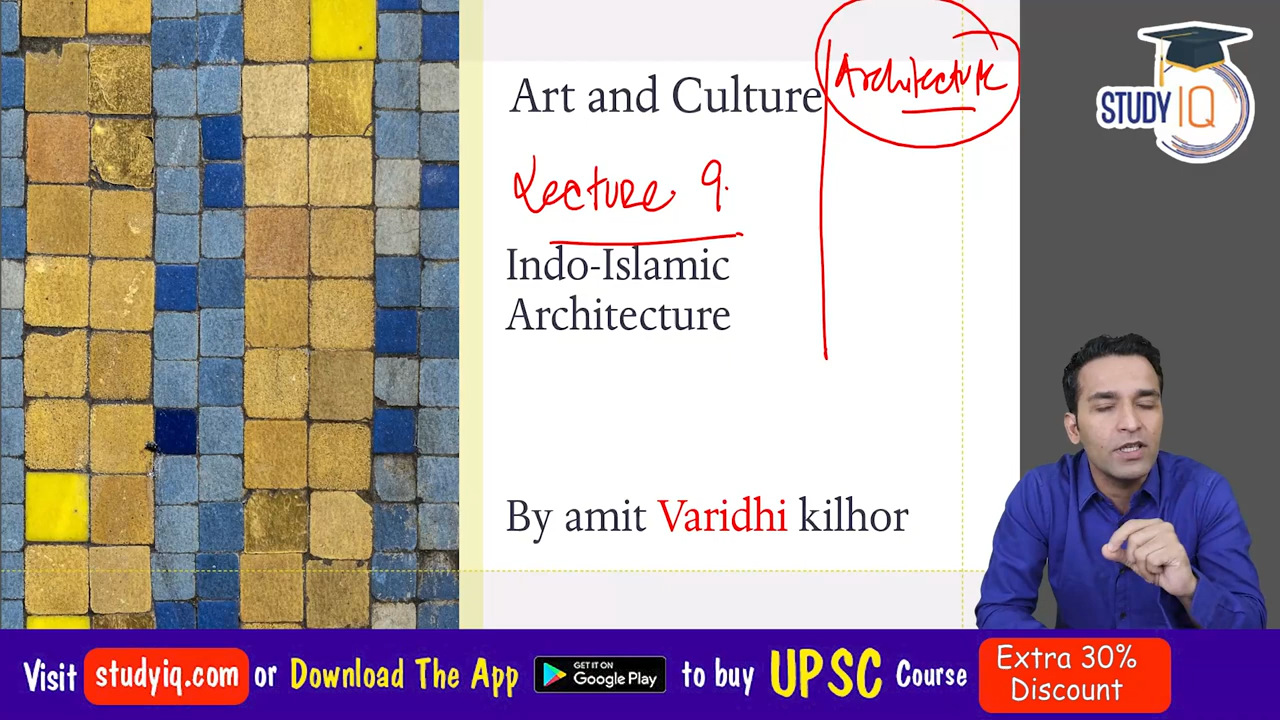 Art and Culture
Architecture
Lecture 9.
Indo-Islamic
Architecture
By amit Varidhi kilhor
STUDY IQ
Visit studyiq.com or Download The App GET IT ON Google Play to buy UPSC Course
Extra 30%
Discount